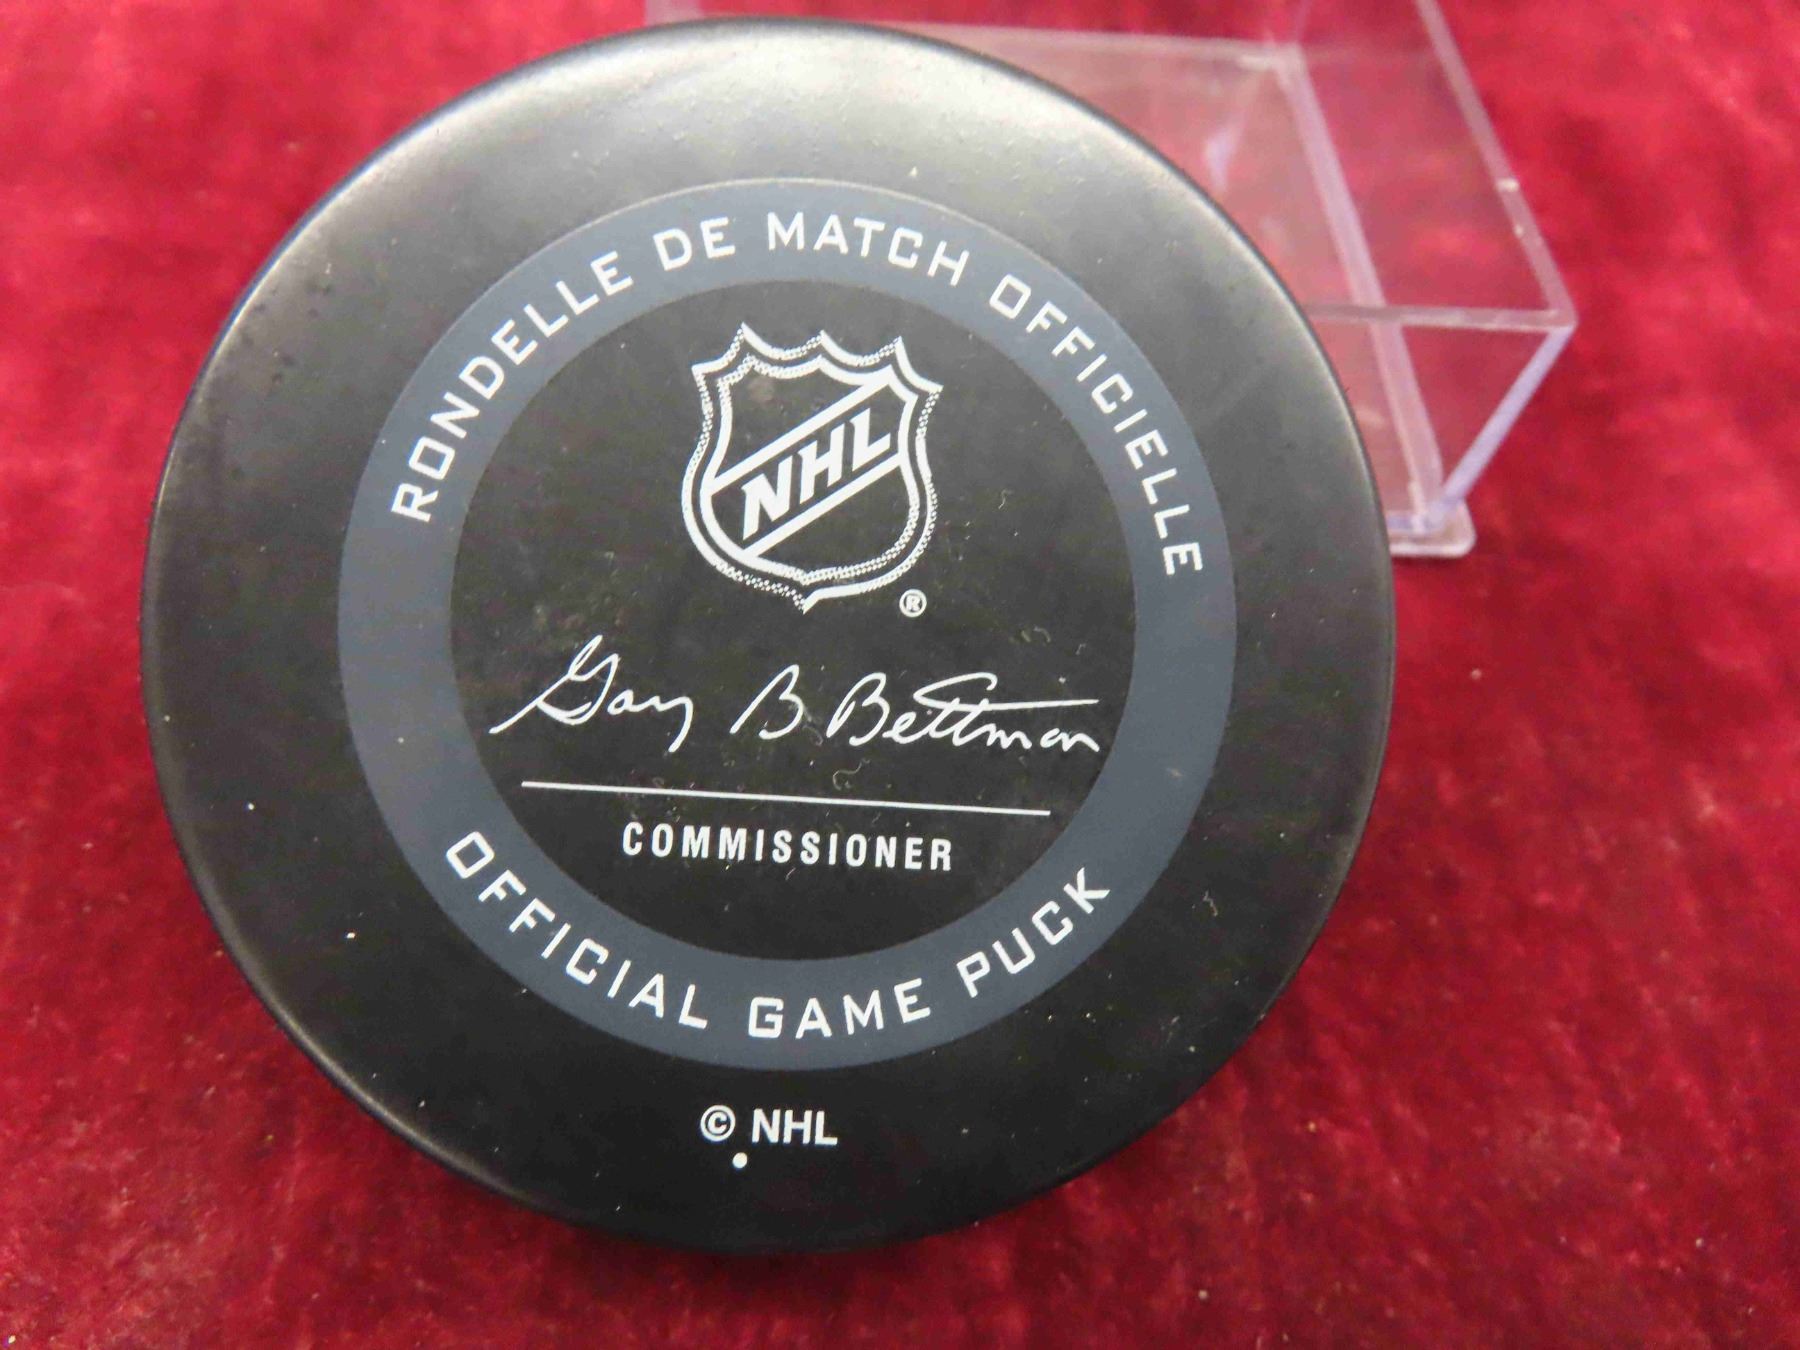 RONDELLE DE MATCH OFFICIELLE
NHL
®
Gary B Bettman
COMMISSIONER
OFFICIAL GAME PUCK
© NHL